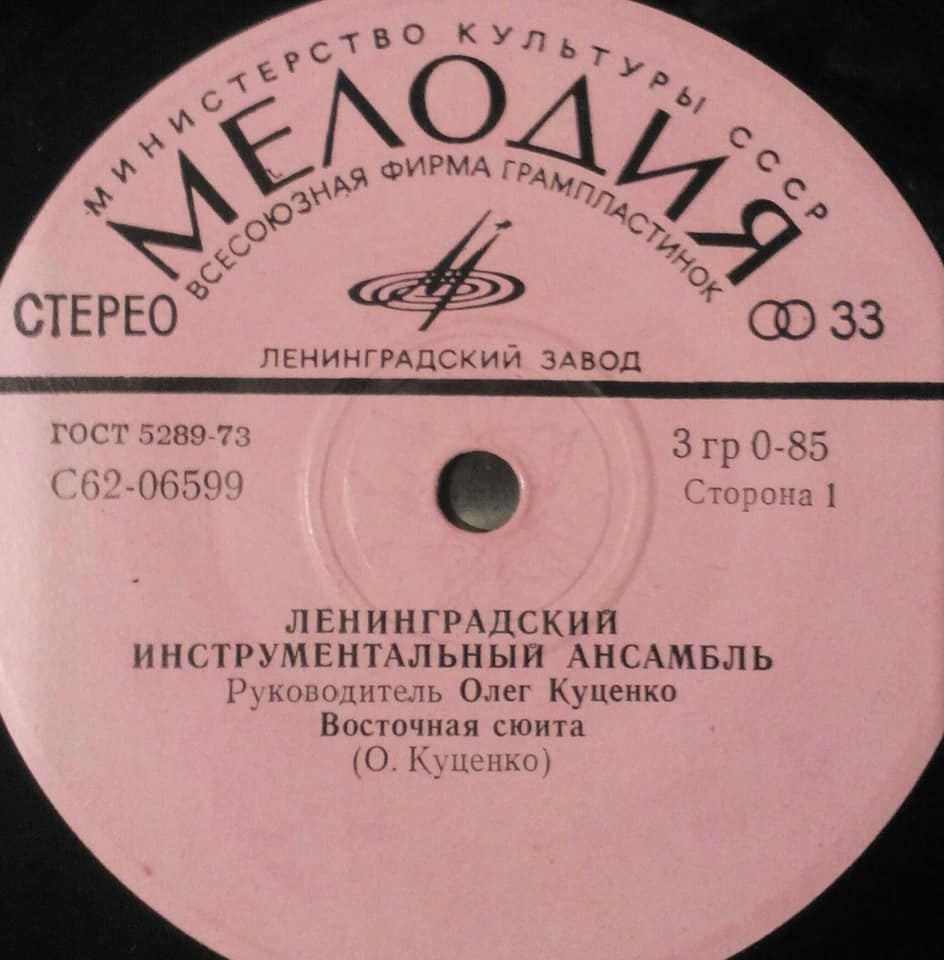 МИНИСТЕРСТВО КУЛЬТУРЫ СССР
МЕЛОДИЯ
ВСЕСОЮЗНАЯ ФИРМА ГРАМПЛАСТИНОК
СТЕРЕО
33
ЛЕНИНГРАДСКИЙ ЗАВОД
ГОСТ 5289-73
3 гр 0-85
С62-06599
Сторона 1
ЛЕНИНГРАДСКИЙ
ИНСТРУМЕНТАЛЬНЫЙ АНСАМБЛЬ
Руководитель Олег Куценко
Восточная сюита
(О. Куценко)